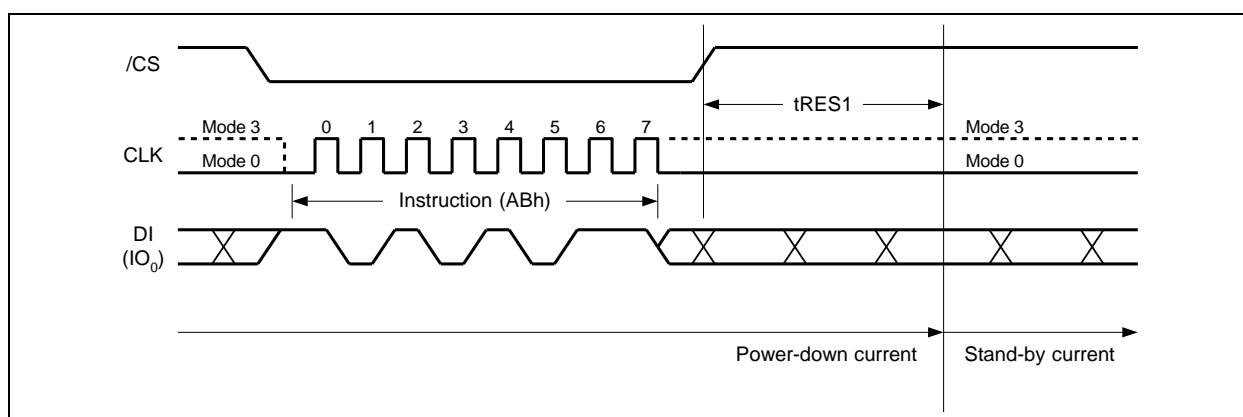 /CS
tRES1
Mode 3 0 1 2 3 4 5 6 7 Mode 3
CLK
Mode 0 Mode 0
Instruction (ABh)
DI
(IO0)
Power-down current Stand-by current